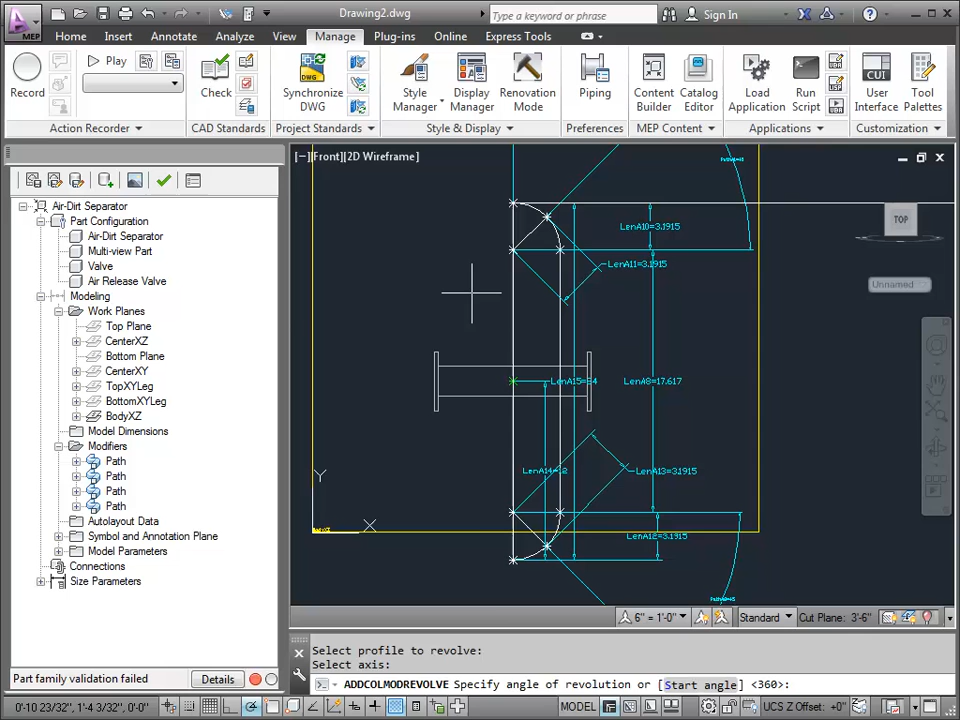 Drawing2.dwg
Type a keyword or phrase
Sign In
MEP
Home
Insert
Annotate
Analyze
View
Manage
Plug-ins
Online
Express Tools
Record
Play
Check
Synchronize
DWG
Style
Manager
Display
Manager
Renovation
Mode
Piping
Content
Builder
Catalog
Editor
Load
Application
Run
Script
CUI
User
Interface
Tool
Palettes
Action Recorder
CAD Standards
Project Standards
Style & Display
Preferences
MEP Content
Applications
Customization
[−][Front][2D Wireframe]
Air-Dirt Separator
Part Configuration
Air-Dirt Separator
Multi-view Part
Valve
Air Release Valve
Modeling
Work Planes
Top Plane
CenterXZ
Bottom Plane
CenterXY
TopXYLeg
BottomXYLeg
BodyXZ
Model Dimensions
Modifiers
Path
Path
Path
Path
Autolayout Data
Symbol and Annotation Plane
Model Parameters
Connections
Size Parameters
Part family validation failed
Details
LenA10=3.1915
LenA11=3.1915
LenA8=17.617
LenA13=3.1915
LenA12=3.1915
Y
X
TOP
Unnamed
6" = 1'-0"
Standard
Cut Plane: 3'-6"
Select profile to revolve:
Select axis:
ADDCOLMODREVOLVE Specify angle of revolution or [Start angle] <360>:
0'-10 23/32", 1'-4 3/32", 0'-0"
MODEL
UCS Z Offset: +0"